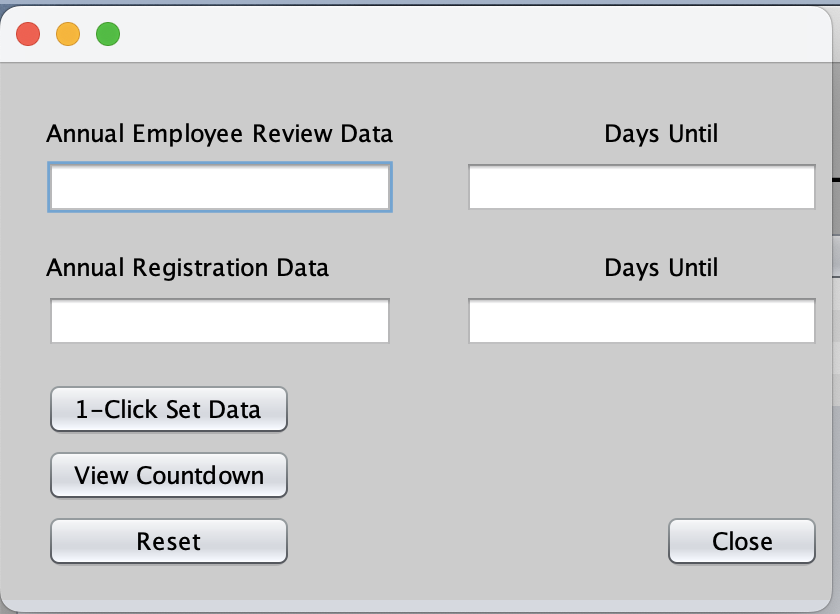 Annual Employee Review Data
Days Until
Annual Registration Data
Days Until
1-Click Set Data
View Countdown
Reset
Close